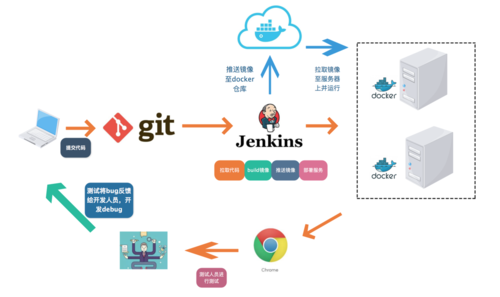 推送镜像
至docker
仓库
拉取镜像
至服务器
上并运行
docker
提交代码
git
Jenkins
拉取代码
build镜像
推送镜像
部署服务
docker
测试将bug反馈
给开发人员，开
发debug
测试人员进
行测试
Chrome